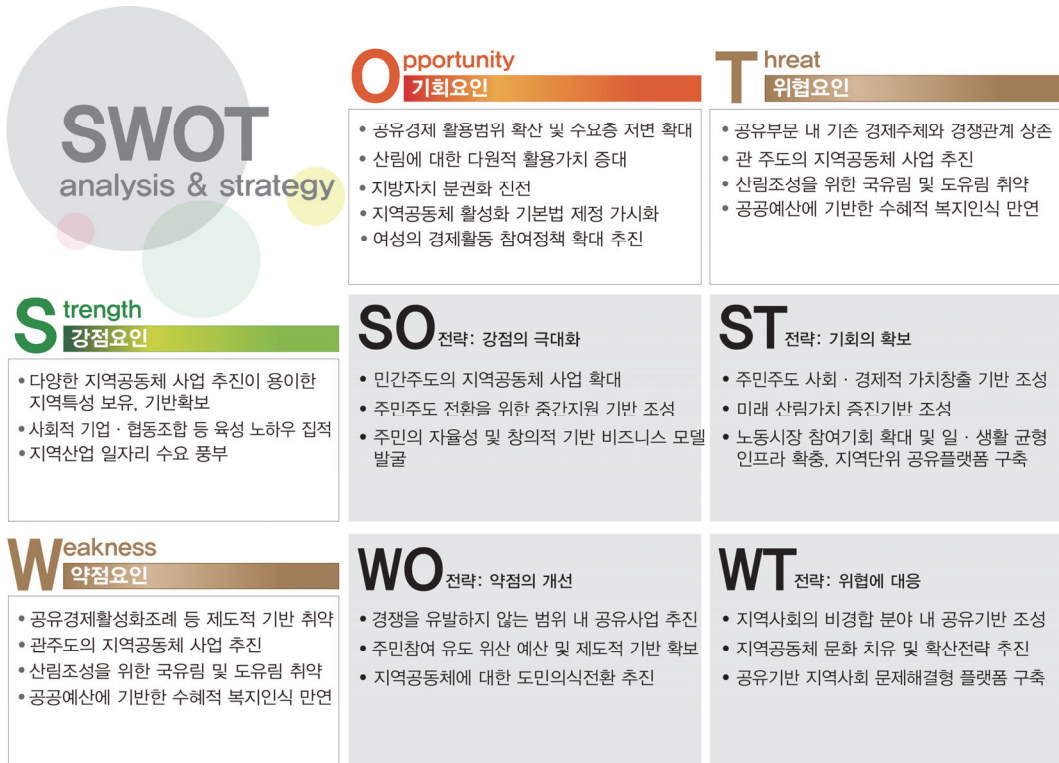 SWOT
analysis & strategy
Opportunity
기회요인
• 공유경제 활용범위 확산 및 수요층 저변 확대
• 산림에 대한 다원적 활용가치 증대
• 지방자치 분권화 진전
• 지역공동체 활성화 기본법 제정 가시화
• 여성의 경제활동 참여정책 확대 추진
Threat
위협요인
• 공유부문 내 기존 경제주체와 경쟁관계 상존
• 관 주도의 지역공동체 사업 추진
• 산림조성을 위한 국유림 및 도유림 취약
• 공공예산에 기반한 수혜적 복지인식 만연
Strength
강점요인
• 다양한 지역공동체 사업 추진이 용이한
지역특성 보유, 기반확보
• 사회적 기업 · 협동조합 등 육성 노하우 집적
• 지역산업 일자리 수요 풍부
SO 전략: 강점의 극대화
• 민간주도의 지역공동체 사업 확대
• 주민주도 전환을 위한 중간지원 기반 조성
• 주민의 자율성 및 창의적 기반 비즈니스 모델
발굴
ST 전략: 기회의 확보
• 주민주도 사회 · 경제적 가치창출 기반 조성
• 미래 산림가치 증진기반 조성
• 노동시장 참여기회 확대 및 일 · 생활 균형
인프라 확충, 지역단위 공유플랫폼 구축
Weakness
약점요인
• 공유경제활성화조례 등 제도적 기반 취약
• 관주도의 지역공동체 사업 추진
• 산림조성을 위한 국유림 및 도유림 취약
• 공공예산에 기반한 수혜적 복지인식 만연
WO 전략: 약점의 개선
• 경쟁을 유발하지 않는 범위 내 공유사업 추진
• 주민참여 유도 위산 예산 및 제도적 기반 확보
• 지역공동체에 대한 도민의식전환 추진
WT 전략: 위협에 대응
• 지역사회의 비경합 분야 내 공유기반 조성
• 지역공동체 문화 치유 및 확산전략 추진
• 공유기반 지역사회 문제해결형 플랫폼 구축